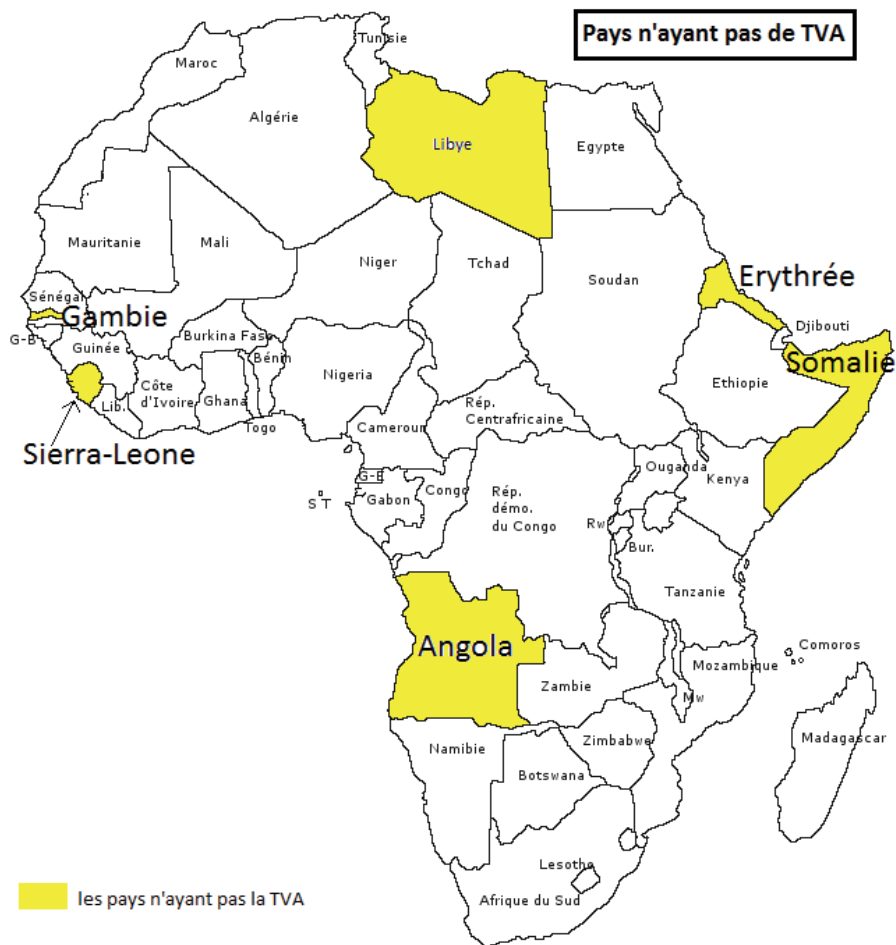 Pays n'ayant pas de TVA
Tunisie
Maroc
Algérie
Libye
Egypte
Mauritanie
Mali
Niger
Tchad
Soudan
Erythrée
Sénégal
Gambie
Djibouti
G-B
Guinée
Burkina Faso
Bénin
Somalie
Nigeria
Ethiopie
Côte
d'Ivoire
Ghana
Lib.
Togo
Cameroun
Rép.
Centrafricaine
Sierra-Leone
G-E
Gabon
Congo
S T
Rép.
démo.
du Congo
Ouganda
Kenya
Rw
Bur.
Tanzanie
Angola
Comoros
Mozambique
Zambie
Mw
Madagascar
Namibie
Zimbabwe
Botswana
Lesotho
Afrique du Sud
les pays n'ayant pas la TVA